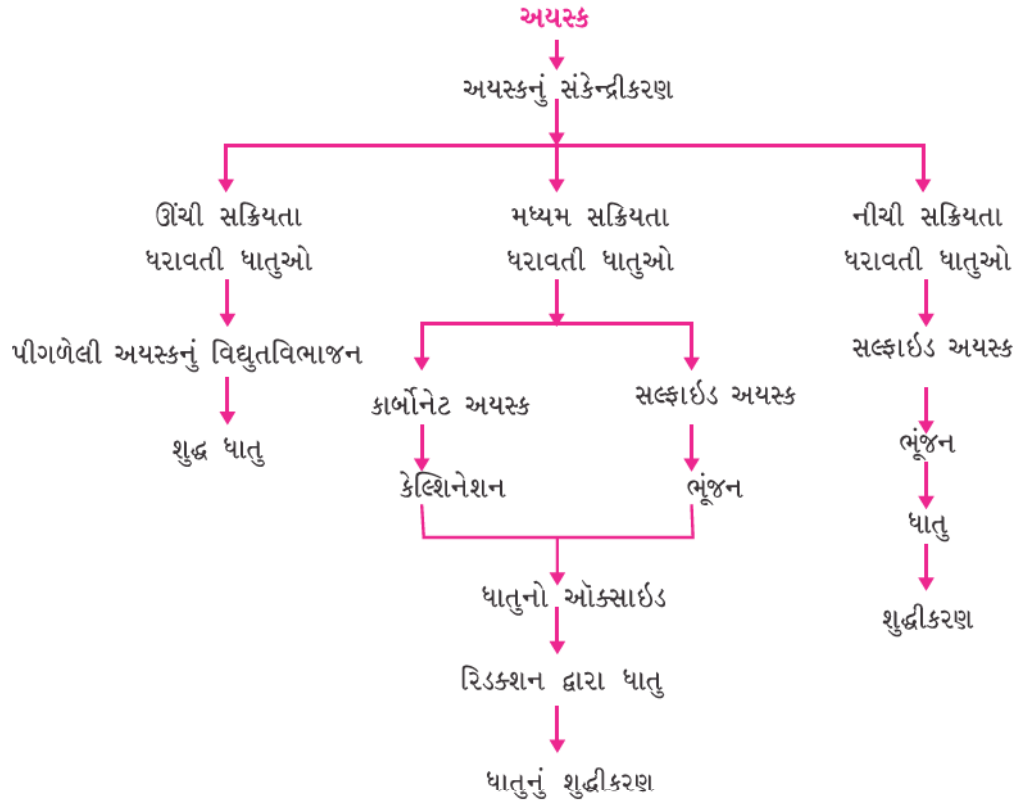 અયસ્ક
અયસ્કનું સંકેન્દ્રીકરણ
ઊંચી સક્રિયતા
ધરાવતી ધાતુઓ
મધ્યમ સક્રિયતા
ધરાવતી ધાતુઓ
નીચી સક્રિયતા
ધરાવતી ધાતુઓ
પીગળેલી અયસ્કનું વિદ્યુતવિભાજન
શુદ્ધ ધાતુ
કાર્બોનેટ અયસ્ક
સલ્ફાઇડ અયસ્ક
કેલ્શિનેશન
ભૂંજન
ધાતુનો ઑક્સાઇડ
રિડક્શન દ્વારા ધાતુ
ધાતુનું શુદ્ધીકરણ
સલ્ફાઇડ અયસ્ક
ભૂંજન
ધાતુ
શુદ્ધીકરણ